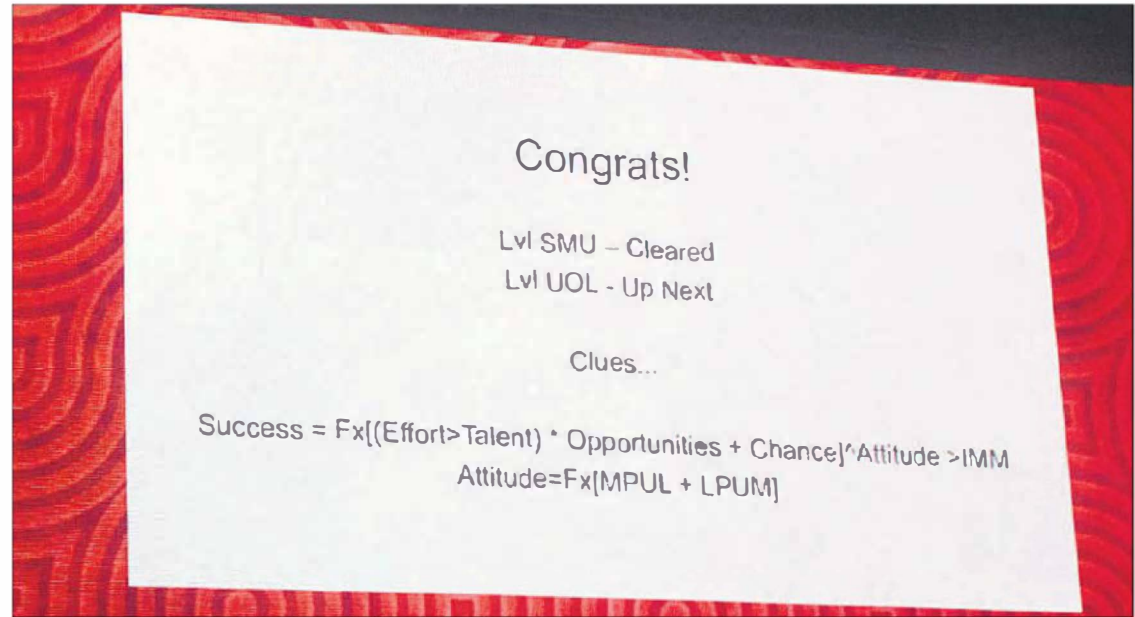 Congrats!
Lvl SMU – Cleared
Lvl UOL - Up Next
Clues...
Success = Fx[(Effort>Talent) * Opportunities + Chance]^Attitude >IMM
Attitude=Fx[MPUL + LPUM]